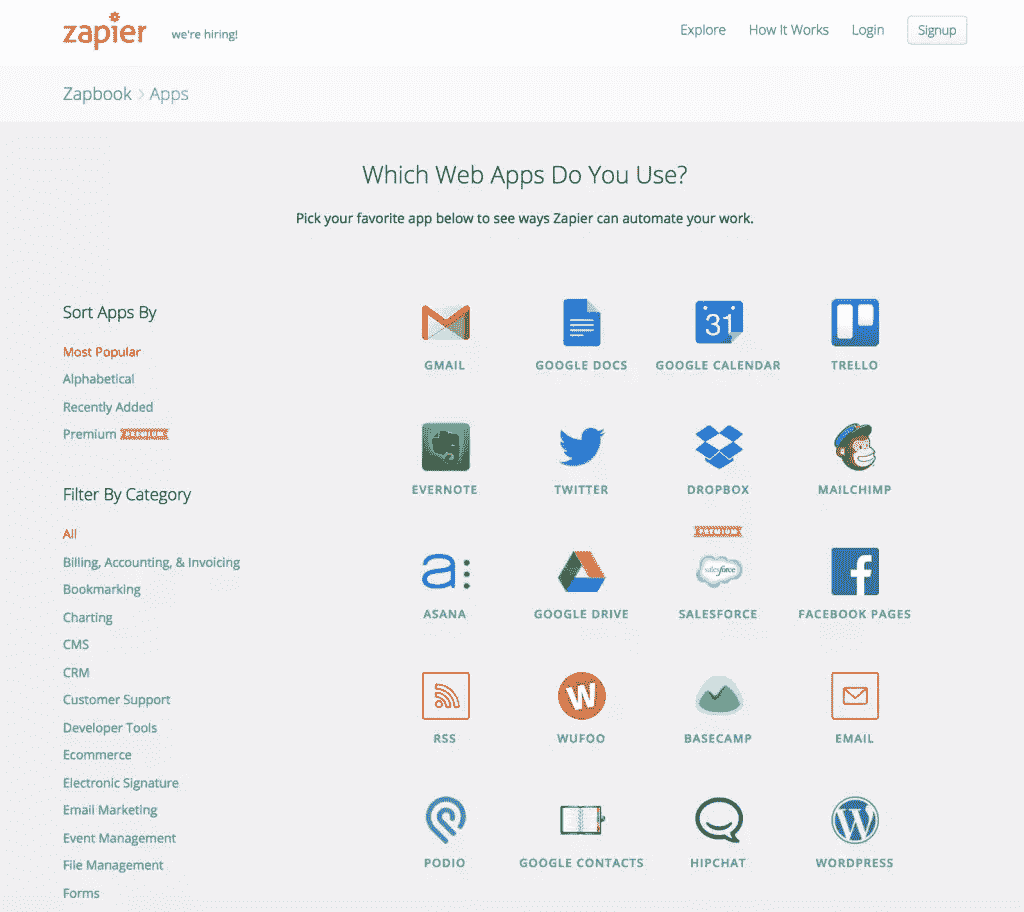 zapier
we're hiring!
Explore
How It Works
Login
Signup
Zapbook > Apps
Which Web Apps Do You Use?
Pick your favorite app below to see ways Zapier can automate your work.
Sort Apps By
Most Popular
Alphabetical
Recently Added
Premium PREMIUM
Filter By Category
All
Billing, Accounting, & Invoicing
Bookmarking
Charting
CMS
CRM
Customer Support
Developer Tools
Ecommerce
Electronic Signature
Email Marketing
Event Management
File Management
Forms
GMAIL
GOOGLE DOCS
31
GOOGLE CALENDAR
TRELLO
EVERNOTE
TWITTER
DROPBOX
MAILCHIMP
a:
ASANA
GOOGLE DRIVE
PREMIUM
salesforce
SALESFORCE
f
FACEBOOK PAGES
RSS
W
WUFOO
BASECAMP
EMAIL
PODIO
GOOGLE CONTACTS
HIPCHAT
W
WORDPRESS